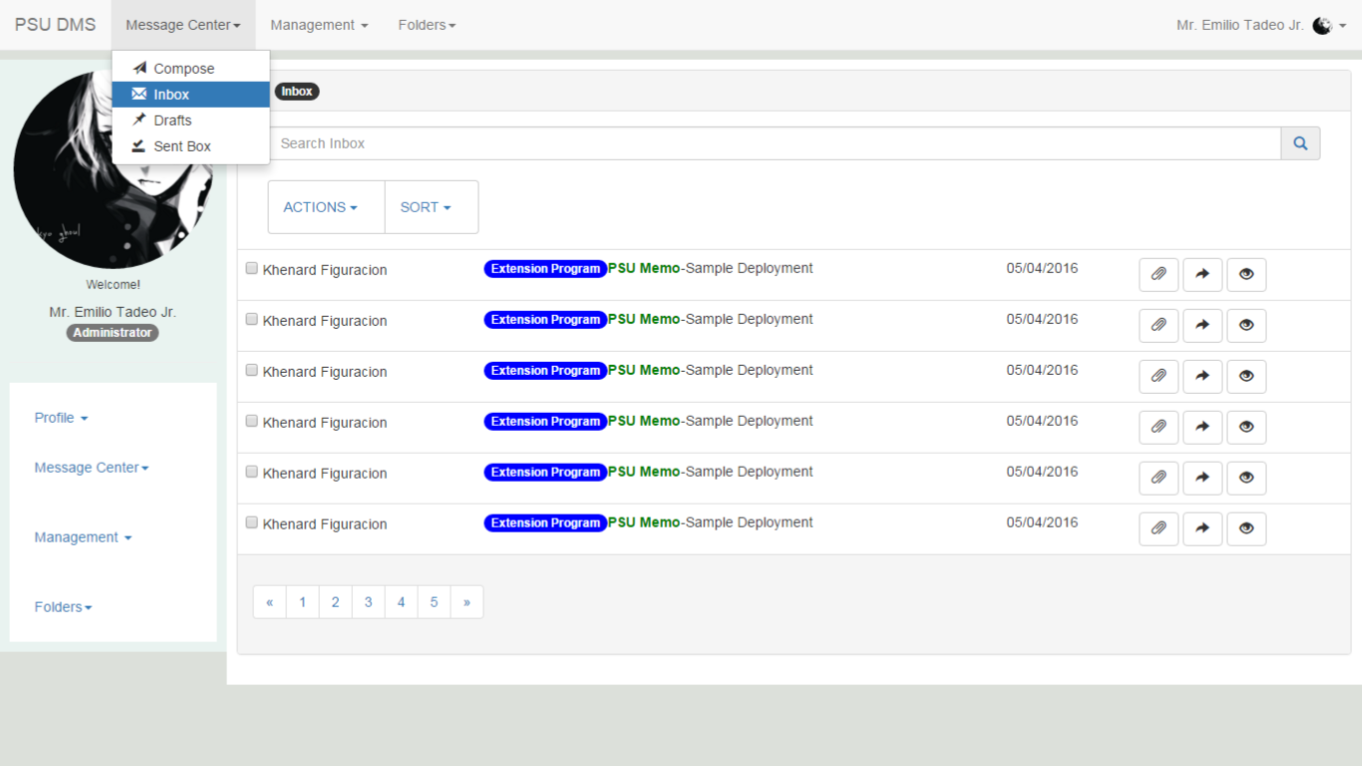 PSU DMS Message Center Management Folders Mr. Emilio Tadeo Jr.
Compose
Inbox
Drafts
Sent Box
Inbox
Search Inbox
ACTIONS SORT
Welcome!
Mr. Emilio Tadeo Jr.
Administrator
Profile
Message Center
Management
Folders
Khenard Figuracion Extension Program PSU Memo-Sample Deployment 05/04/2016
Khenard Figuracion Extension Program PSU Memo-Sample Deployment 05/04/2016
Khenard Figuracion Extension Program PSU Memo-Sample Deployment 05/04/2016
Khenard Figuracion Extension Program PSU Memo-Sample Deployment 05/04/2016
Khenard Figuracion Extension Program PSU Memo-Sample Deployment 05/04/2016
Khenard Figuracion Extension Program PSU Memo-Sample Deployment 05/04/2016
« 1 2 3 4 5 »